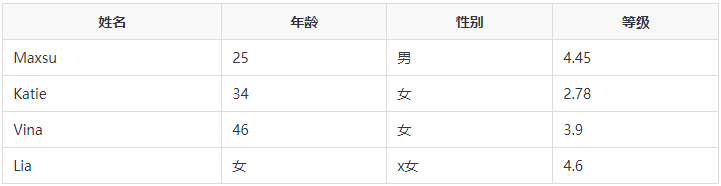 姓名 年龄 性别 等级
Maxsu 25 男 4.45
Katie 34 女 2.78
Vina 46 女 3.9
Lia 女 x女 4.6